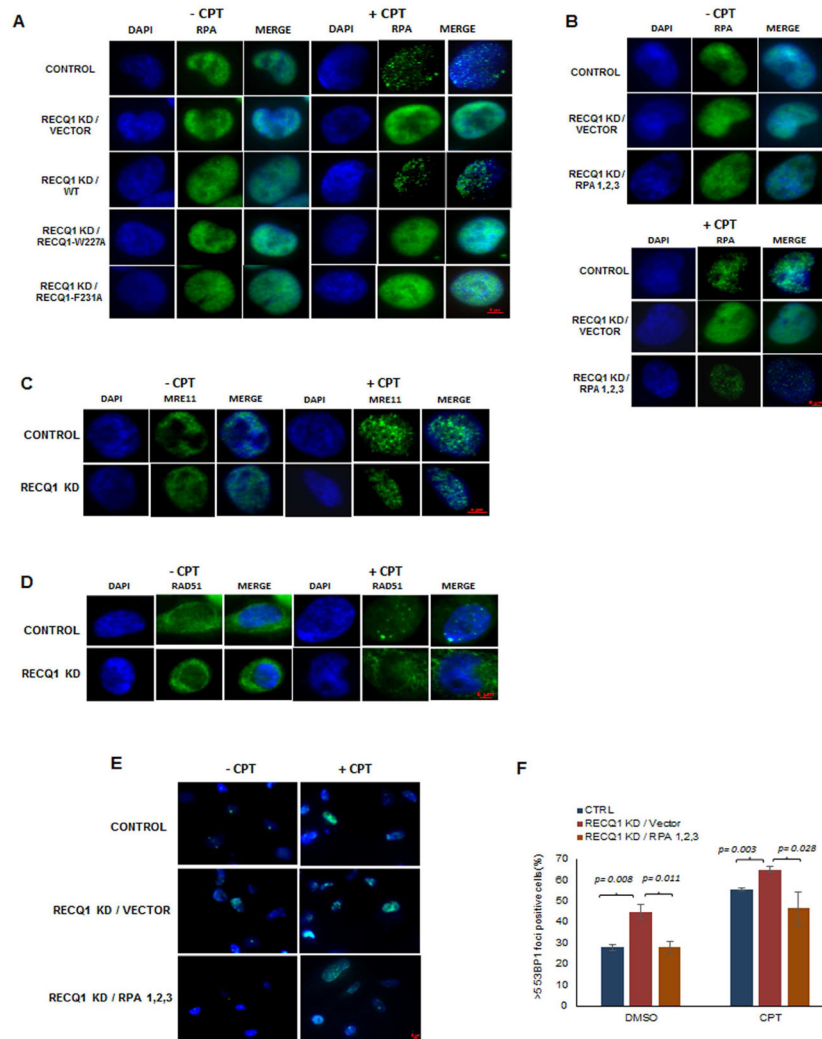 A
- CPT + CPT
DAPI RPA MERGE DAPI RPA MERGE
CONTROL
RECQ1 KD /
VECTOR
RECQ1 KD /
WT
RECQ1 KD /
RECQ1-W227A
RECQ1 KD /
RECQ1-F231A
B
- CPT
DAPI RPA MERGE
CONTROL
RECQ1 KD /
VECTOR
RECQ1 KD /
RPA 1,2,3
+ CPT
DAPI RPA MERGE
CONTROL
RECQ1 KD /
VECTOR
RECQ1 KD/
RPA 1,2,3
C
- CPT + CPT
DAPI MRE11 MERGE DAPI MRE11 MERGE
CONTROL
RECQ1 KD
D
- CPT + CPT
DAPI RAD51 MERGE DAPI RAD51 MERGE
CONTROL
RECQ1 KD
E
- CPT + CPT
CONTROL
RECQ1 KD / VECTOR
RECQ1 KD / RPA 1,2,3
F
CTRL
RECQ1 KD / Vector
RECQ1 KD / RPA 1,2,3
p= 0.003 p= 0.028
p= 0.008 p= 0.011
>5 53BP1 foci positive cells(%)
70
60
50
40
30
20
10
0
DMSO CPT